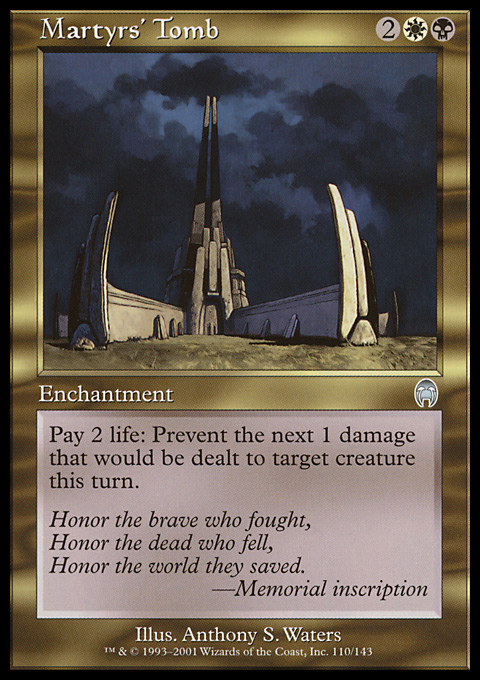 Martyrs' Tomb 2
Enchantment
Pay 2 life: Prevent the next 1 damage
that would be dealt to target creature
this turn.
Honor the brave who fought,
Honor the dead who fell,
Honor the world they saved.
—Memorial inscription
Illus. Anthony S. Waters
™ & © 1993–2001 Wizards of the Coast, Inc. 110/143